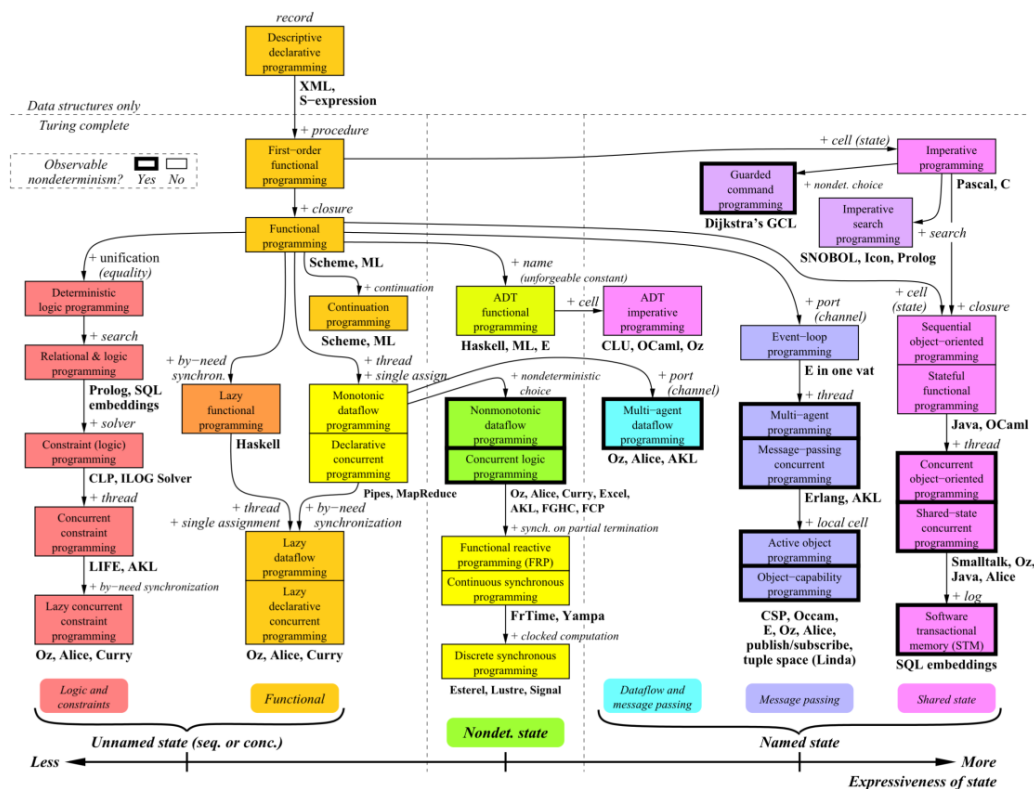 record
Descriptive
declarative
programming
XML,
S−expression
Data structures only
Turing complete
+ procedure
Observable
nondeterminism?
Yes
No
First−order
functional
programming
+ cell (state)
Imperative
programming
Pascal, C
Guarded
command
programming
+ nondet. choice
Dijkstra’s GCL
Imperative
search
programming
+ search
SNOBOL, Icon, Prolog
+ closure
Functional
programming
Scheme, ML
+ unification
(equality)
+ continuation
Continuation
programming
Scheme, ML
+ name
(unforgeable constant)
ADT
functional
programming
Haskell, ML, E
+ cell
ADT
imperative
programming
CLU, OCaml, Oz
+ port
(channel)
Event−loop
programming
E in one vat
+ cell
(state)
+ closure
Sequential
object−oriented
programming
Stateful
functional
programming
Java, OCaml
Deterministic
logic programming
+ search
Relational & logic
programming
Prolog, SQL
embeddings
+ solver
Constraint (logic)
programming
CLP, ILOG Solver
+ thread
Concurrent
constraint
programming
LIFE, AKL
+ by−need synchronization
Lazy concurrent
constraint
programming
Oz, Alice, Curry
+ by−need
synchron.
Lazy
functional
programming
Haskell
+ thread
+ single assign.
Monotonic
dataflow
programming
Declarative
concurrent
programming
Pipes, MapReduce
+ thread
+ single assignment
+ by−need
synchronization
Lazy
dataflow
programming
Lazy
declarative
concurrent
programming
Oz, Alice, Curry
+ nondeterministic
choice
Nonmonotonic
dataflow
programming
Concurrent logic
programming
Oz, Alice, Curry, Excel,
AKL, FGHC, FCP
+ synch. on partial termination
Functional reactive
programming (FRP)
Continuous synchronous
programming
FrTime, Yampa
+ clocked computation
Discrete synchronous
programming
Esterel, Lustre, Signal
+ port
(channel)
Multi−agent
dataflow
programming
Oz, Alice, AKL
+ thread
Multi−agent
programming
Message−passing
concurrent
programming
Erlang, AKL
+ local cell
Active object
programming
Object−capability
programming
CSP, Occam,
E, Oz, Alice,
publish/subscribe,
tuple space (Linda)
+ thread
Concurrent
object−oriented
programming
Shared−state
concurrent
programming
Smalltalk, Oz,
Java, Alice
+ log
Software
transactional
memory (STM)
SQL embeddings
Logic and
constraints
Functional
Dataflow and
message passing
Message passing
Shared state
Unnamed state (seq. or conc.)
Nondet. state
Named state
Less
More
Expressiveness of state